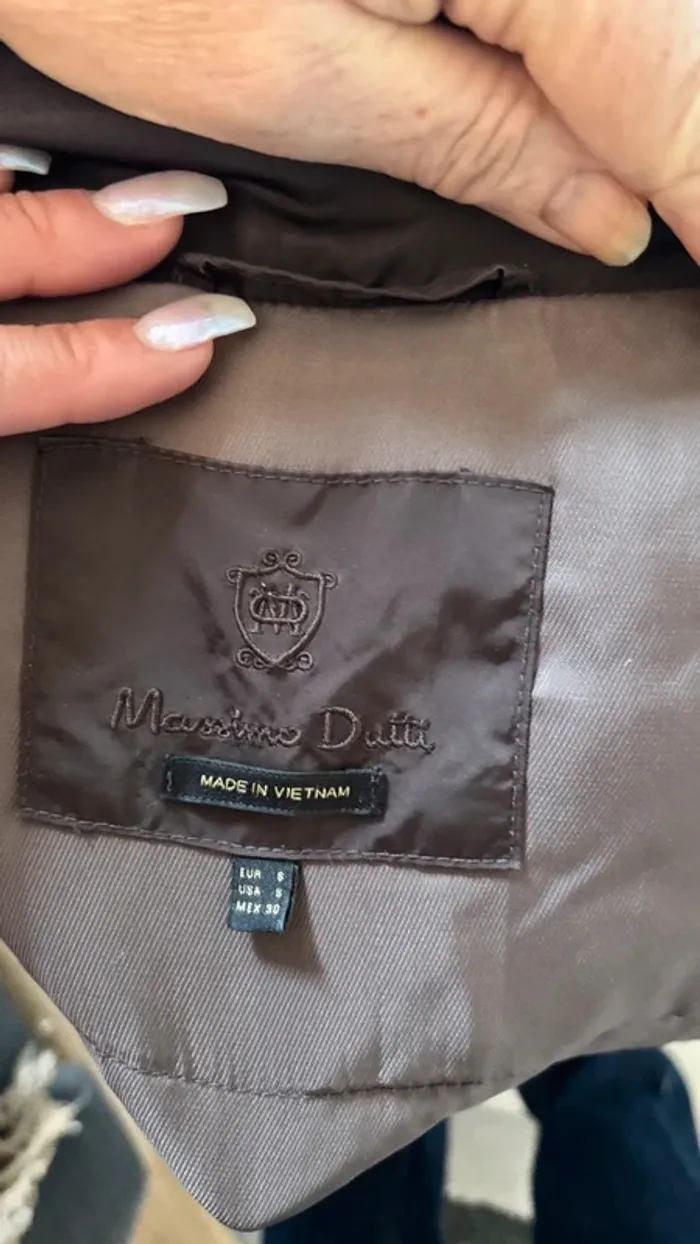 Massimo Dutti
MADE IN VIETNAM
EUR S
USA S
MEX 30